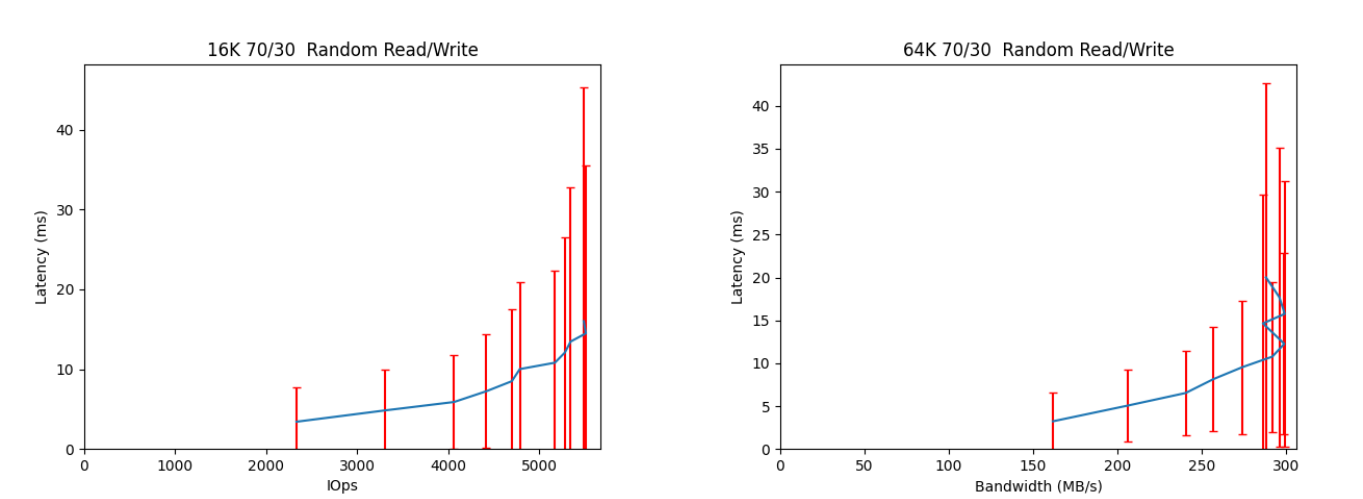 16K 70/30  Random Read/Write
Latency (ms)
40
30
20
10
0
0 1000 2000 3000 4000 5000
IOps
64K 70/30  Random Read/Write
Latency (ms)
40
35
30
25
20
15
10
5
0
0 50 100 150 200 250 300
Bandwidth (MB/s)